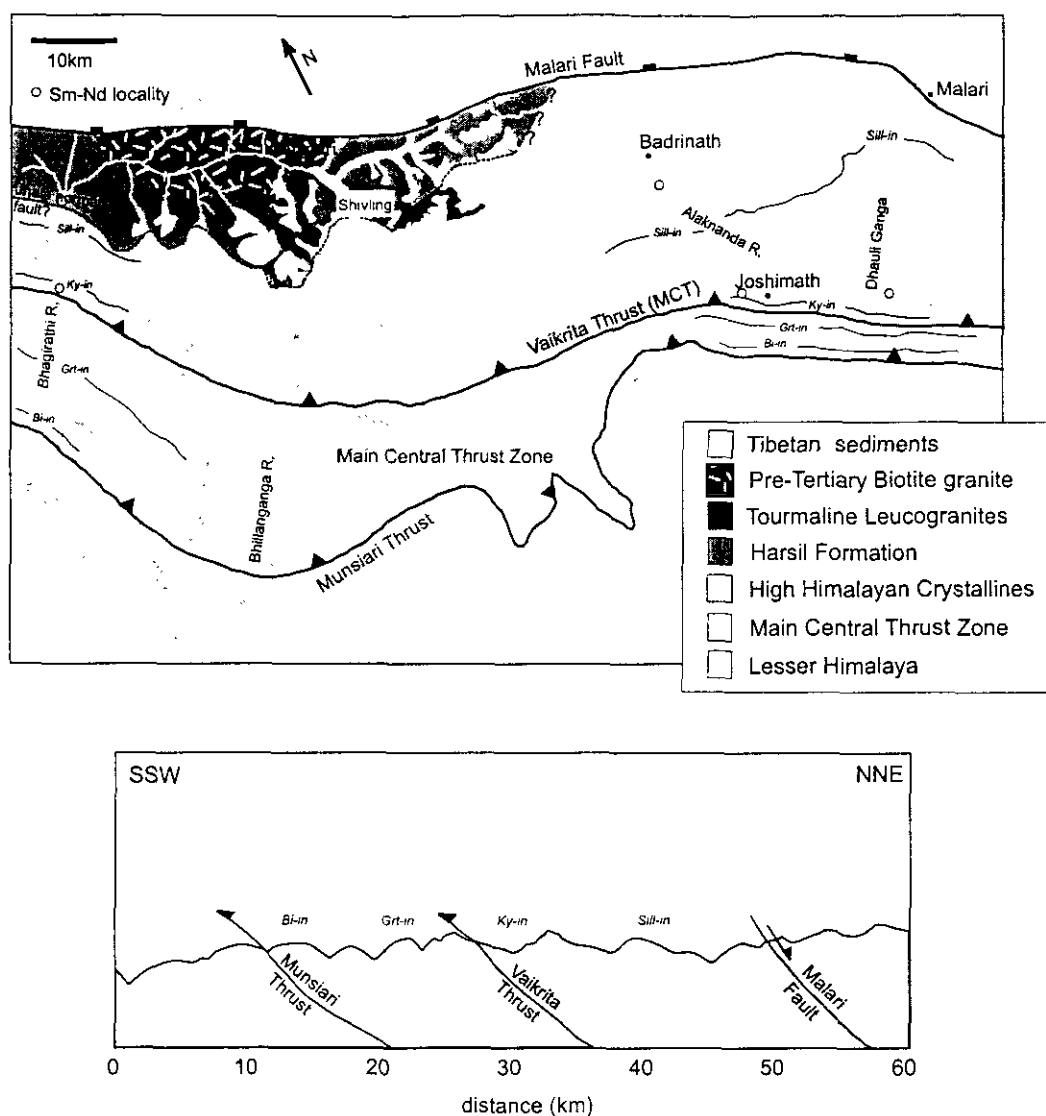 10km
N
Sm-Nd locality
Malari Fault
Malari
Badrinath
Sill-in
Shivling
fault?
Sill-in
Alaknanda R.
Sill-in
Dhauli Ganga
Ky-in
Joshimath
Ky-in
Vaikrita Thrust (MCT)
Grt-in
Bi-in
Bhagirathi R.
Grt-in
Bi-in
Main Central Thrust Zone
Bhillanganga R.
Munsiari Thrust
?
?
?
Tibetan sediments
Pre-Tertiary Biotite granite
Tourmaline Leucogranites
Harsil Formation
High Himalayan Crystallines
Main Central Thrust Zone
Lesser Himalaya
SSW
NNE
Bi-in
Grt-in
Ky-in
Sill-in
Munsiari
Thrust
Vaikrita
Thrust
Malari
Fault
0
10
20
30
40
50
60
distance (km)